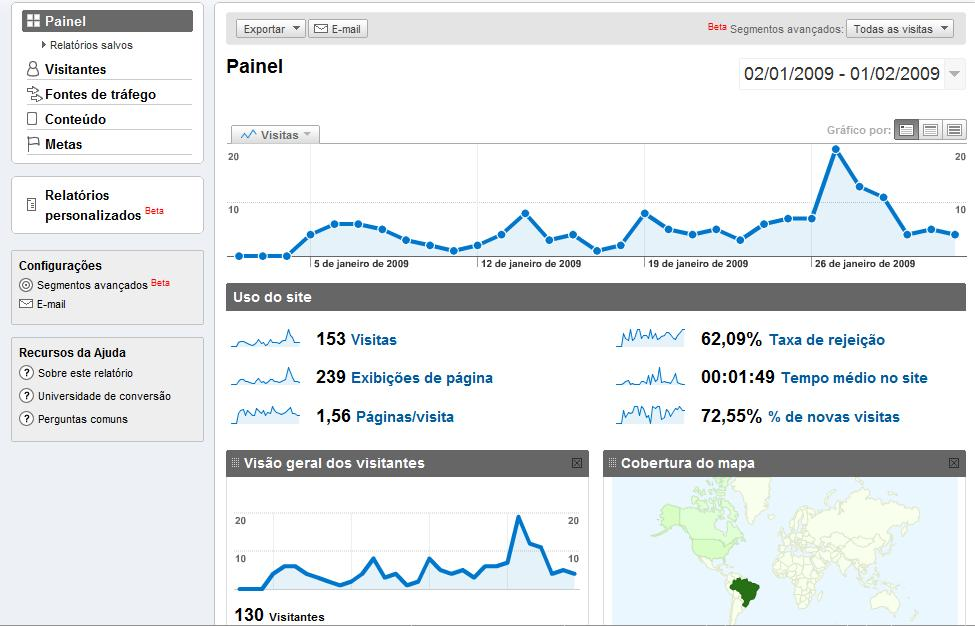 Painel
Relatórios salvos
Visitantes
Fontes de tráfego
Conteúdo
Metas
Relatórios
personalizados Beta
Configurações
Segmentos avançados Beta
E-mail
Recursos da Ajuda
? Sobre este relatório
? Universidade de conversão
? Perguntas comuns
Exportar
E-mail
Beta Segmentos avançados: Todas as visitas
Painel
02/01/2009 - 01/02/2009
Visitas
Gráfico por:
20 20
10 10
5 de janeiro de 2009 12 de janeiro de 2009 19 de janeiro de 2009 26 de janeiro de 2009
Uso do site
153 Visitas
62,09% Taxa de rejeição
239 Exibições de página
00:01:49 Tempo médio no site
1,56 Páginas/visita
72,55% % de novas visitas
Visão geral dos visitantes
20 20
10 10
130 Visitantes
Cobertura do mapa